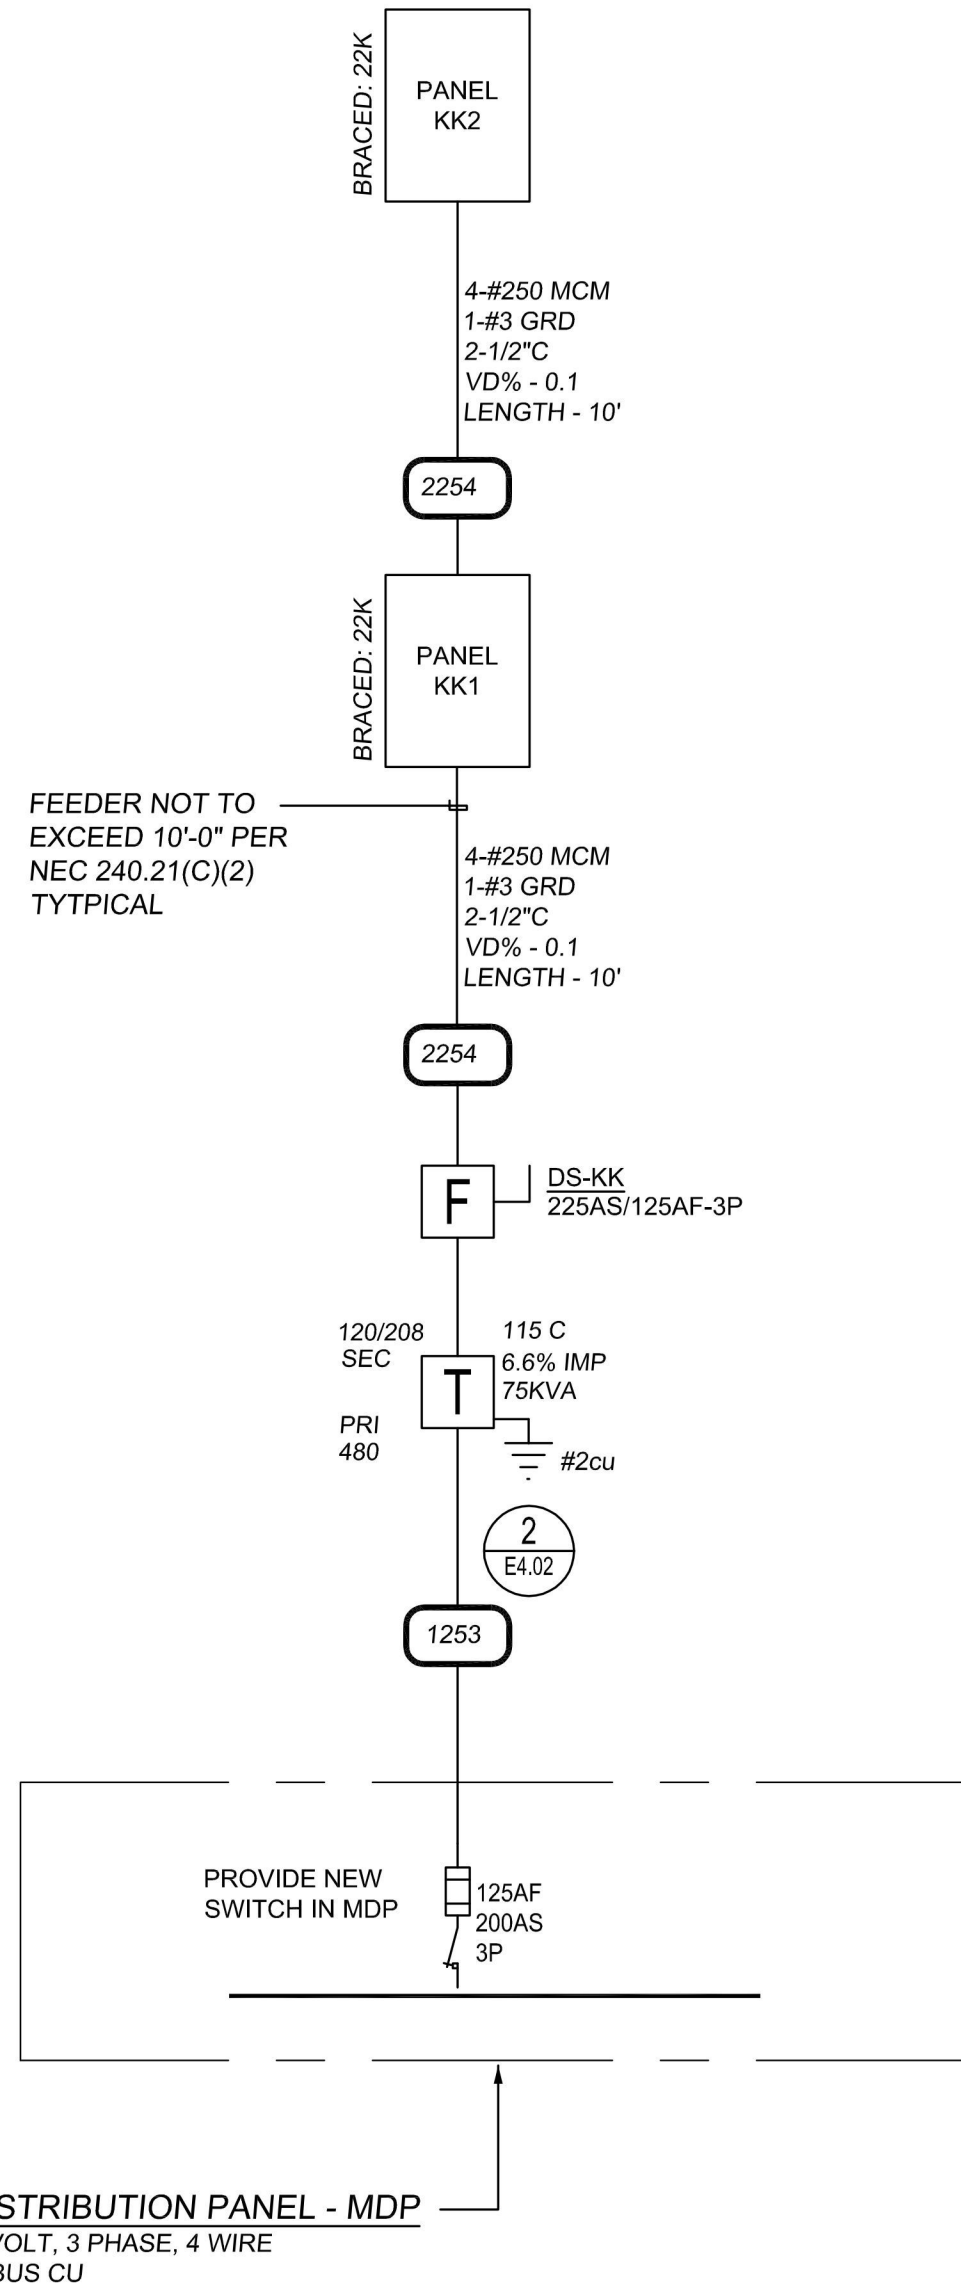 BRACED: 22K
PANEL
KK2
4-#250 MCM
1-#3 GRD
2-1/2"C
VD% - 0.1
LENGTH - 10'
2254
BRACED: 22K
PANEL
KK1
FEEDER NOT TO
EXCEED 10'-0" PER
NEC 240.21(C)(2)
TYTPICAL
4-#250 MCM
1-#3 GRD
2-1/2"C
VD% - 0.1
LENGTH - 10'
2254
F
DS-KK
225AS/125AF-3P
120/208
SEC
T
115 C
6.6% IMP
75KVA
PRI
480
#2cu
2
E4.02
1253
PROVIDE NEW
SWITCH IN MDP
125AF
200AS
3P
STRIBUTION PANEL - MDP
VOLT, 3 PHASE, 4 WIRE
BUS CU